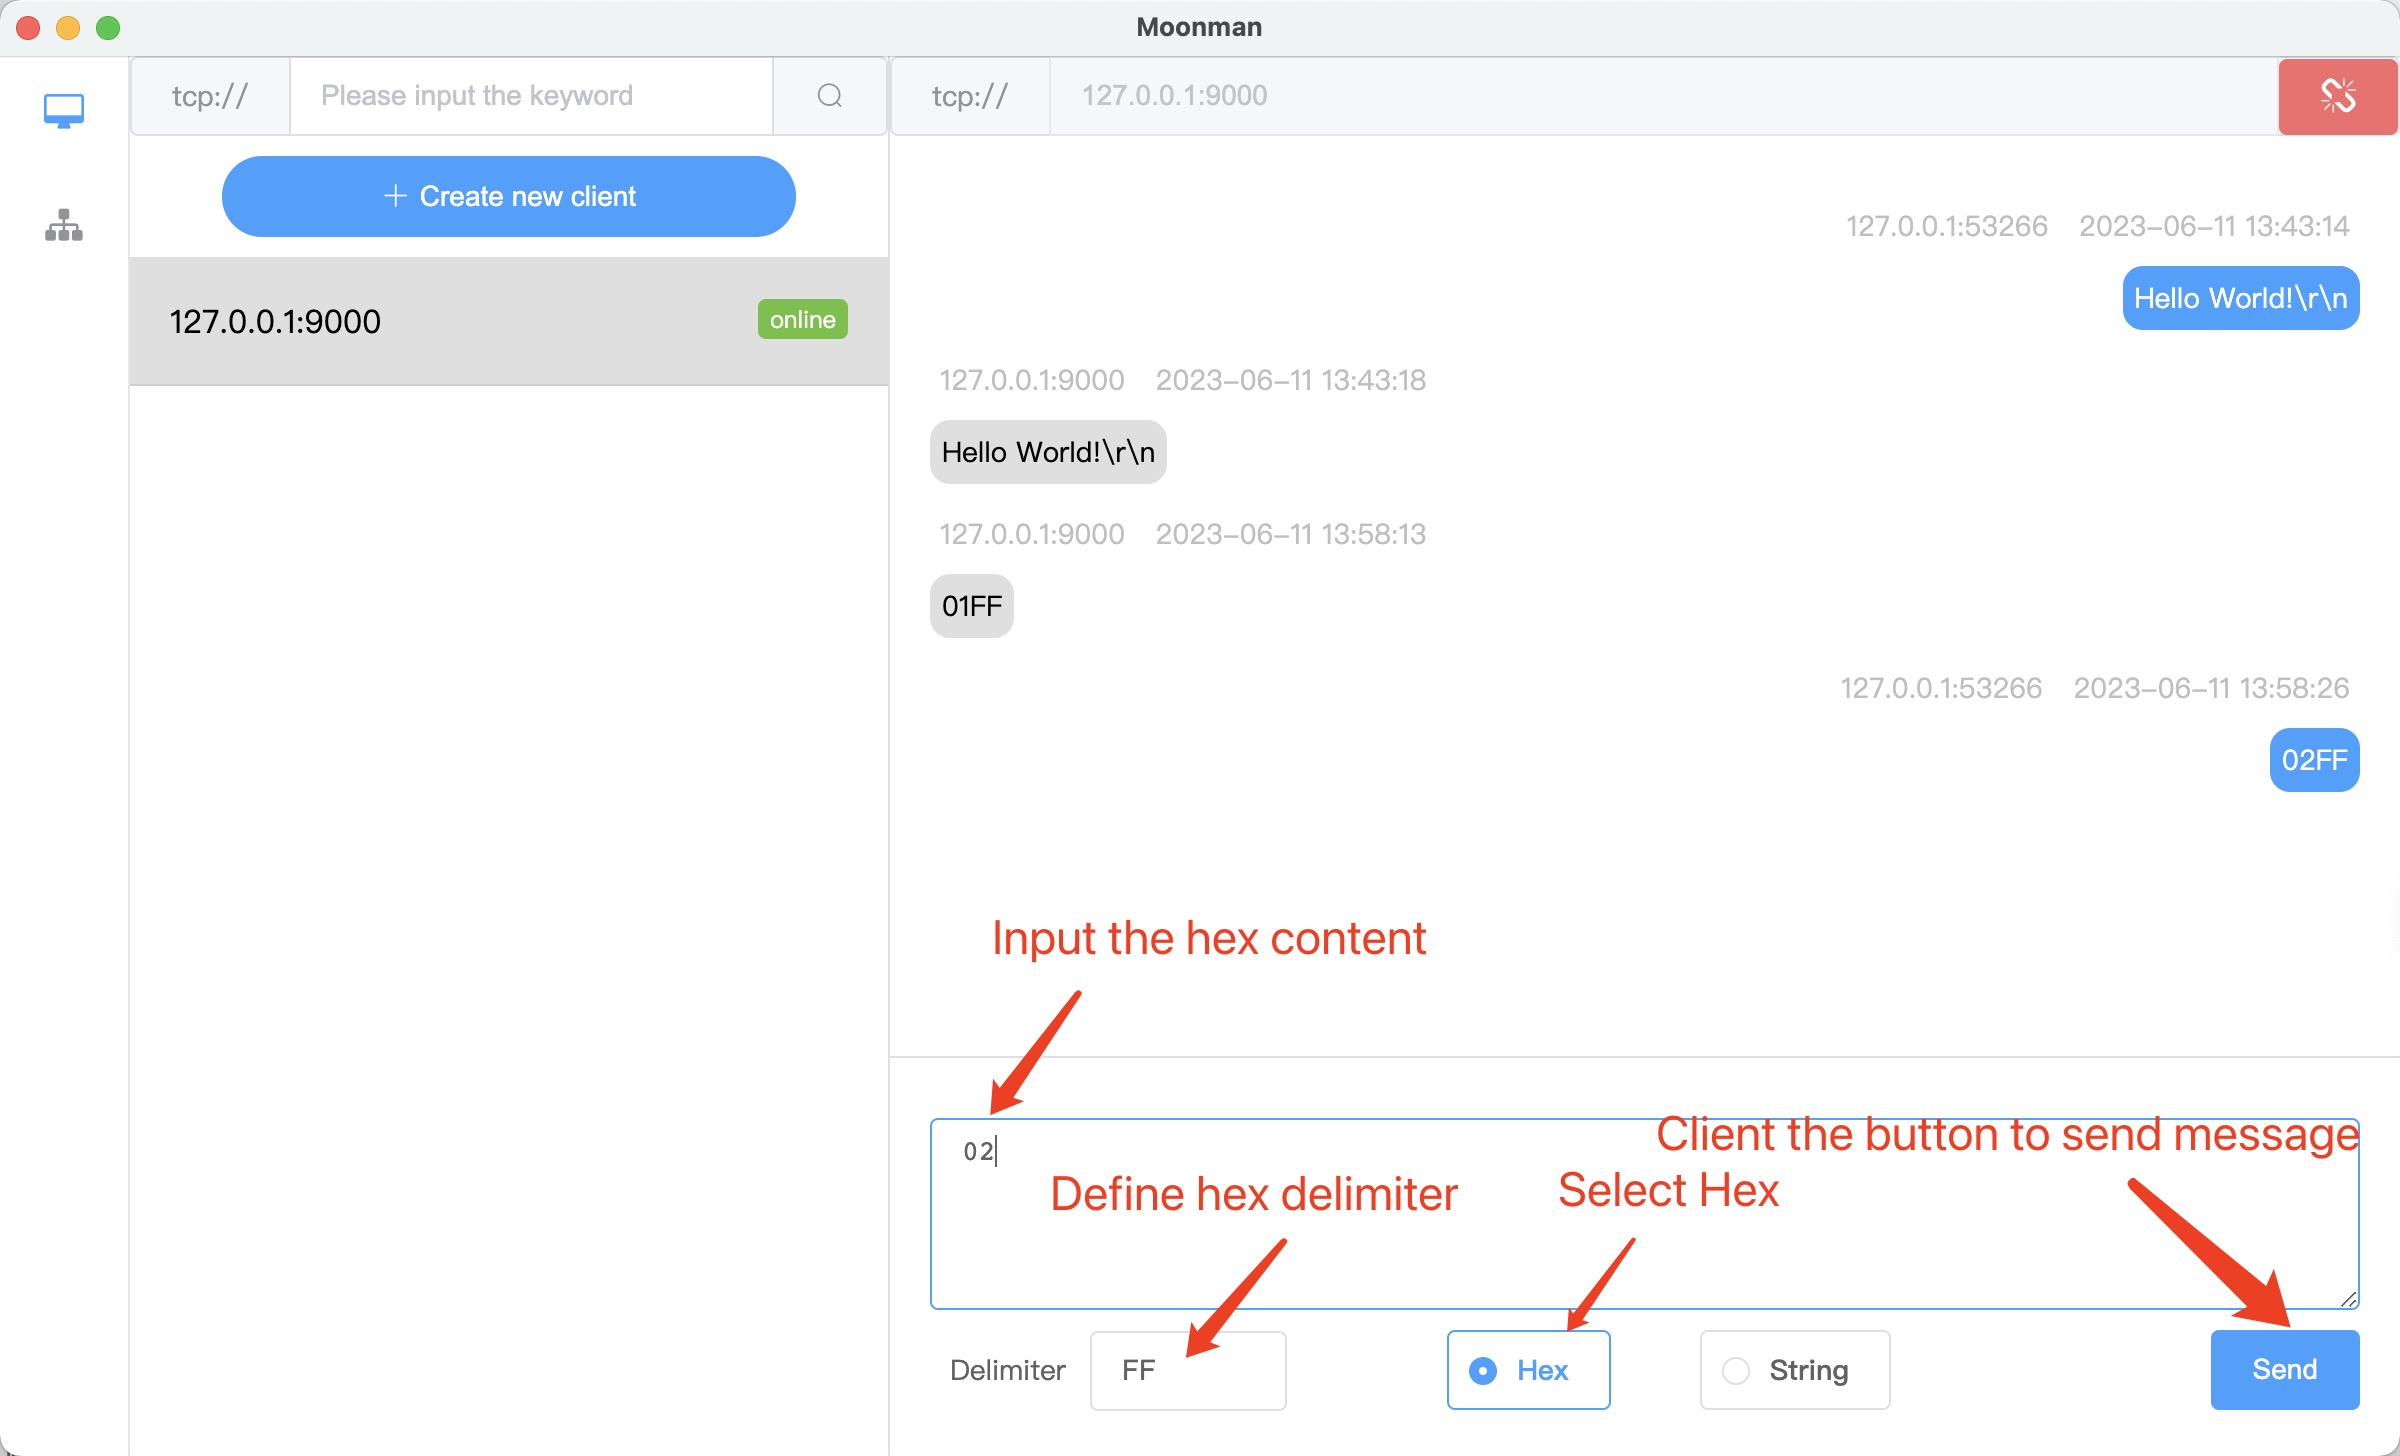 Moonman
tcp:// Please input the keyword
tcp:// 127.0.0.1:9000
Create new client
127.0.0.1:9000 online
127.0.0.1:53266 2023-06-11 13:43:14
Hello World!\r\n
127.0.0.1:9000 2023-06-11 13:43:18
Hello World!\r\n
127.0.0.1:9000 2023-06-11 13:58:13
01FF
127.0.0.1:53266 2023-06-11 13:58:26
02FF
Input the hex content
02
Client the button to send message
Define hex delimiter
Select Hex
Delimiter FF Hex String Send